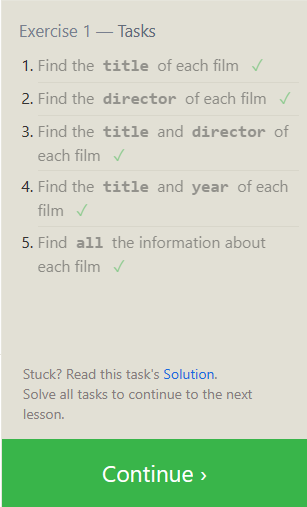 Exercise 1 — Tasks
1. Find the title of each film ✓
2. Find the director of each film ✓
3. Find the title and director of
each film ✓
4. Find the title and year of each
film ✓
5. Find all the information about
each film ✓
Stuck? Read this task's Solution.
Solve all tasks to continue to the next
lesson.
Continue ›